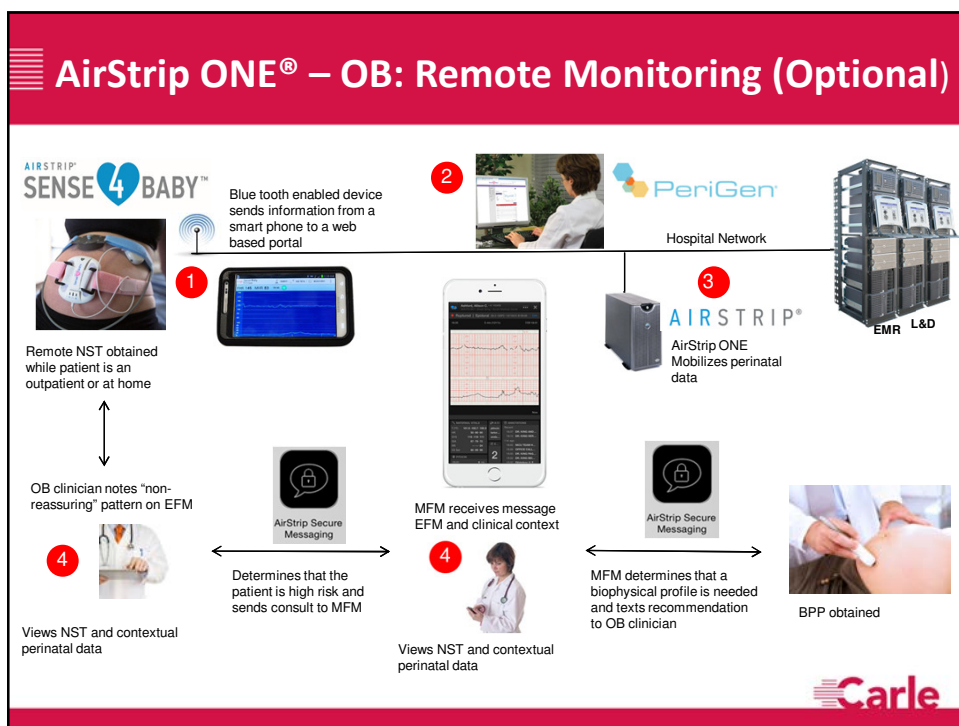 AirStrip ONE® – OB: Remote Monitoring (Optional)
AIRSTRIP®
SENSE 4 BABY™
Blue tooth enabled device
sends information from a
smart phone to a web
based portal
2
PeriGen
Hospital Network
1
3
AIRSTRIP®
AirStrip ONE
Mobilizes perinatal
data
EMR
L&D
Remote NST obtained
while patient is an
outpatient or at home
OB clinician notes “non-
reassuring” pattern on EFM
4
Views NST and contextual
perinatal data
AirStrip Secure
Messaging
Determines that the
patient is high risk and
sends consult to MFM
2
MFM receives message
EFM and clinical context
4
Views NST and contextual
perinatal data
AirStrip Secure
Messaging
MFM determines that a
biophysical profile is needed
and texts recommendation
to OB clinician
BPP obtained
Carle